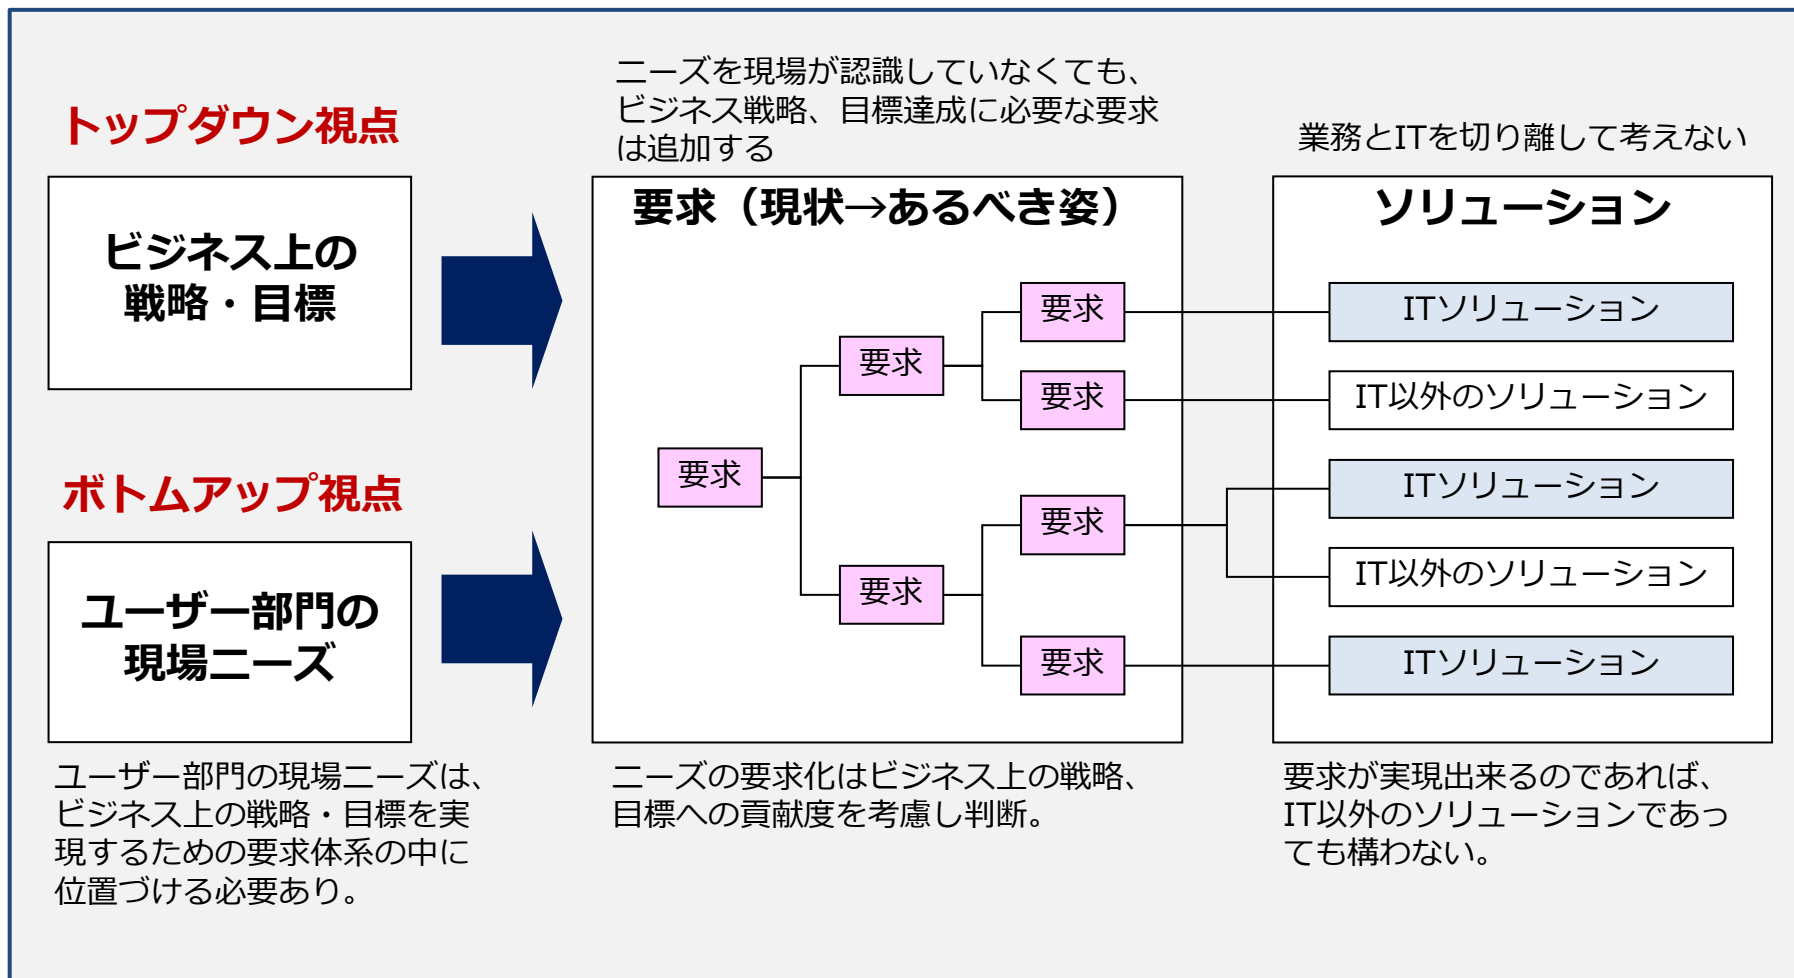 トップダウン視点
ビジネス上の
戦略・目標
ボトムアップ視点
ユーザー部門の
現場ニーズ
ユーザー部門の現場ニーズは、
ビジネス上の戦略・目標を実
現するための要求体系の中に
位置づける必要あり。
ニーズを現場が認識していなくても、
ビジネス戦略、目標達成に必要な要求
は追加する
要求（現状→あるべき姿）
要求
要求
要求
要求
要求
要求
要求
ニーズの要求化はビジネス上の戦略、
目標への貢献度を考慮し判断。
業務とITを切り離して考えない
ソリューション
ITソリューション
IT以外のソリューション
ITソリューション
IT以外のソリューション
ITソリューション
要求が実現出来るのであれば、
IT以外のソリューションであっ
ても構わない。